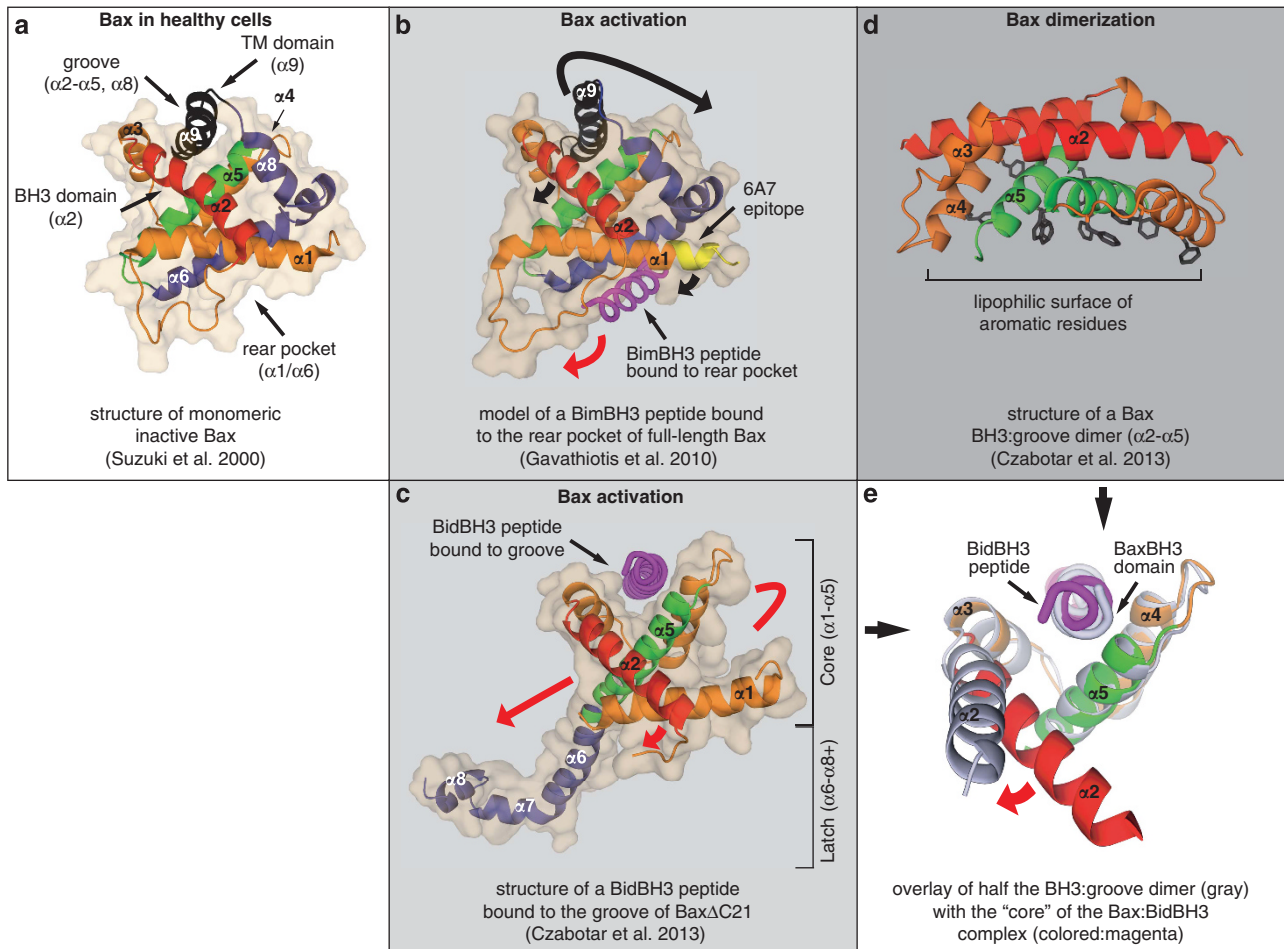 a
Bax in healthy cells
TM domain
(α9)
groove
(α2-α5, α8)
α4
α3
α9
α8
α5
BH3 domain
(α2)
α2
α1
α6
rear pocket
(α1/α6)
structure of monomeric
inactive Bax
(Suzuki et al. 2000)
b
Bax activation
α9
6A7
epitope
α2
α1
BimBH3 peptide
bound to rear pocket
model of a BimBH3 peptide bound
to the rear pocket of full-length Bax
(Gavathiotis et al. 2010)
d
Bax dimerization
α2
α3
α5
α4
lipophilic surface of
aromatic residues
structure of a Bax
BH3:groove dimer (α2-α5)
(Czabotar et al. 2013)
c
Bax activation
BidBH3 peptide
bound to groove
α5
α2
α1
α6
α8
α7
Core (α1-α5)
Latch (α6-α8+)
structure of a BidBH3 peptide
bound to the groove of BaxΔC21
(Czabotar et al. 2013)
e
BidBH3
peptide
BaxBH3
domain
α3
α4
α5
α2
α2
overlay of half the BH3:groove dimer (gray)
with the “core” of the Bax:BidBH3
complex (colored:magenta)